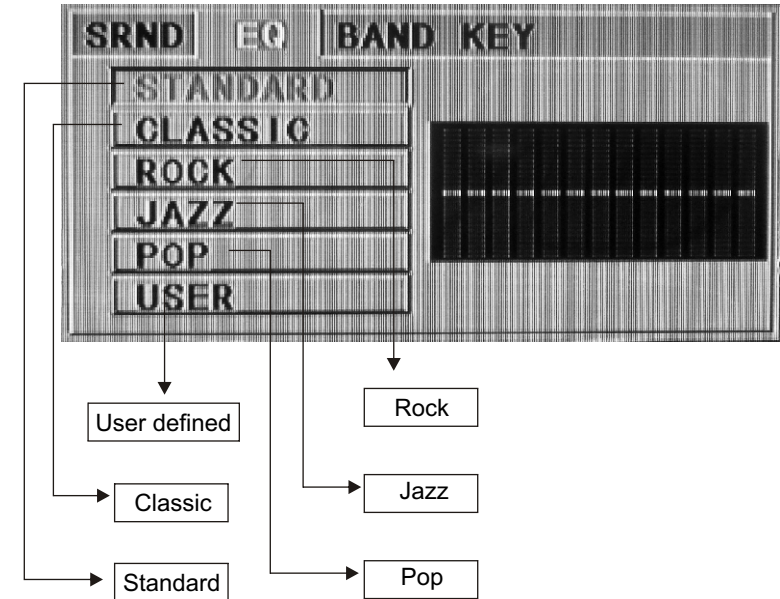 SRND EQ BAND KEY
STANDARD
CLASSIC
ROCK
JAZZ
POP
USER
User defined
Rock
Classic
Jazz
Standard
Pop